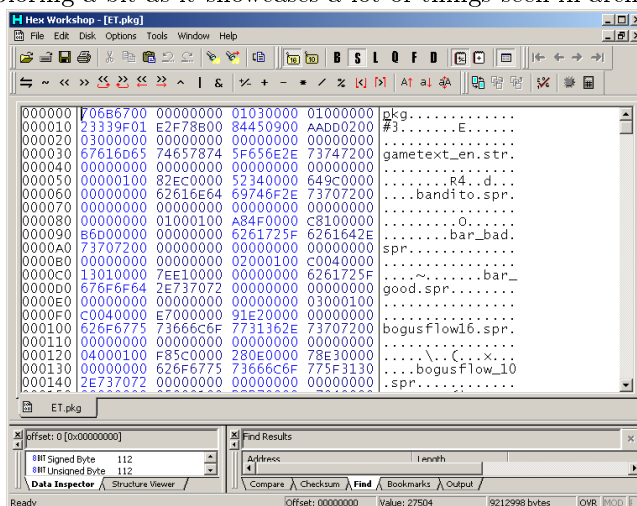 Hex Workshop - [ET.pkg]
File Edit Disk Options Tools Window Help
B S L Q F D
000000 706B6700 00000000 01030000 01000000 pkg.............
000010 23339F01 E2F78B00 84450900 AADD0200 #3.......E......
000020 03000000 00000000 00000000 00000000 ................
000030 67616D65 74657874 5F656E2E 73747200 gametext_en.str.
000040 00000000 00000000 00000000 00000000 ................
000050 00000100 82EC0000 52340000 649C0000 ........R4..d...
000060 00000000 62616E64 69746F2E 73707200 ....bandito.spr.
000070 00000000 00000000 00000000 00000000 ................
000080 00000000 01000100 A84F0000 C8100000 .........O......
000090 B6D00000 00000000 6261725F 6261642E ........bar_bad.
0000A0 73707200 00000000 00000000 00000000 spr.............
0000B0 00000000 00000000 02000100 C0040000 ................
0000C0 13010000 7EE10000 00000000 6261725F ....~.......bar_
0000D0 676F6F64 2E737072 00000000 00000000 good.spr........
0000E0 00000000 00000000 00000000 03000100 ................
0000F0 C0040000 E7000000 91E20000 00000000 ................
000100 626F6775 73666C6F 7731362E 73707200 bogusflow16.spr.
000110 00000000 00000000 00000000 00000000 ................
000120 04000100 F85C0000 280E0000 78E30000 .....\..(...x...
000130 00000000 626F6775 73666C6F 775F3130 ....bogusflow_10
000140 2E737072 00000000 00000000 00000000 .spr............
ET.pkg
offset: 0 [0x00000000]
8BIT Signed Byte 112
8BIT Unsigned Byte 112
Data Inspector Structure Viewer
Find Results
Address Length
Compare Checksum Find Bookmarks Output
Ready Offset: 00000000 Value: 27504 9212998 bytes OVR MOD